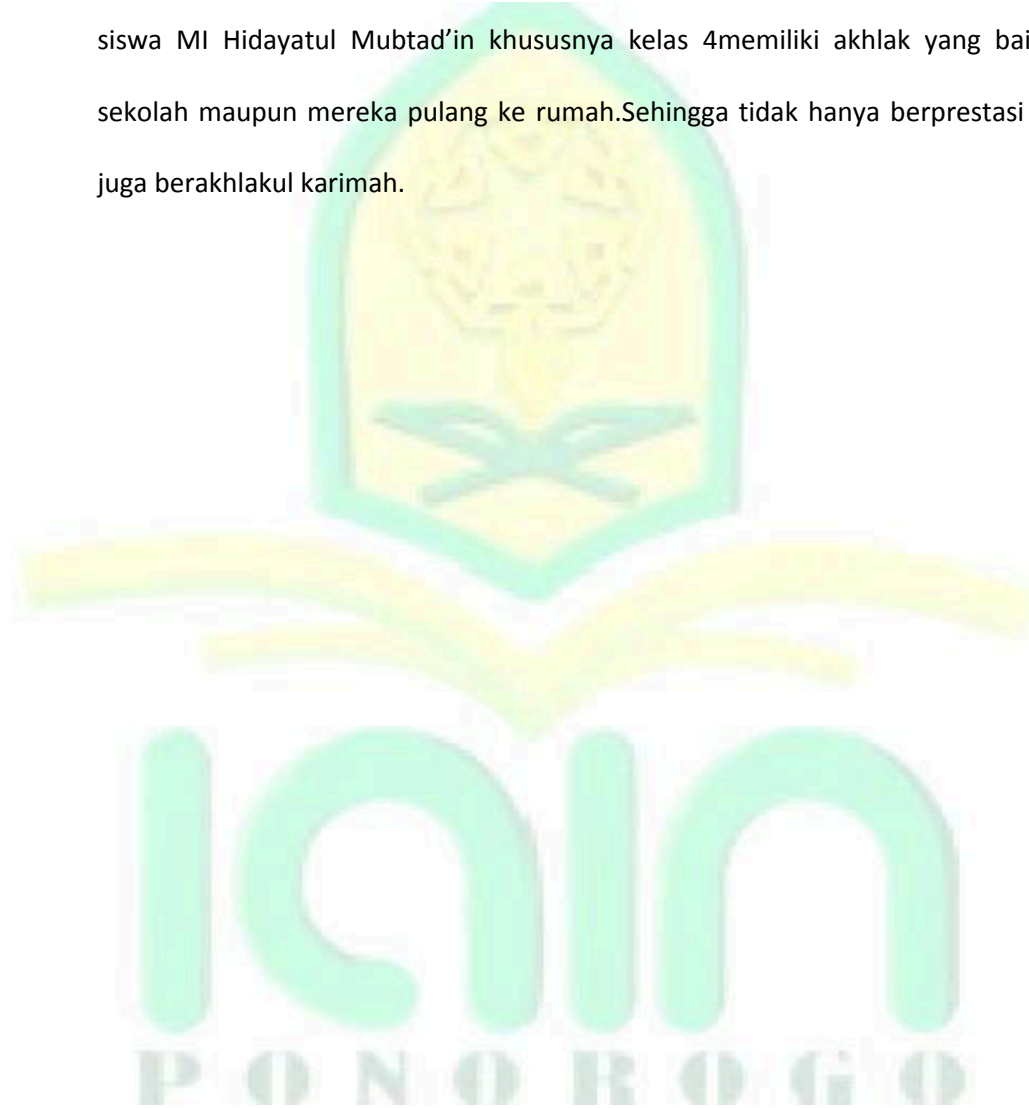 siswa MI Hidayatul Mubtad’in khususnya kelas 4memiliki akhlak yang
sekolah maupun mereka pulang ke rumah.Sehingga tidak hanya berprestasi
juga berakhlakul karimah.
iain
PONOROGO